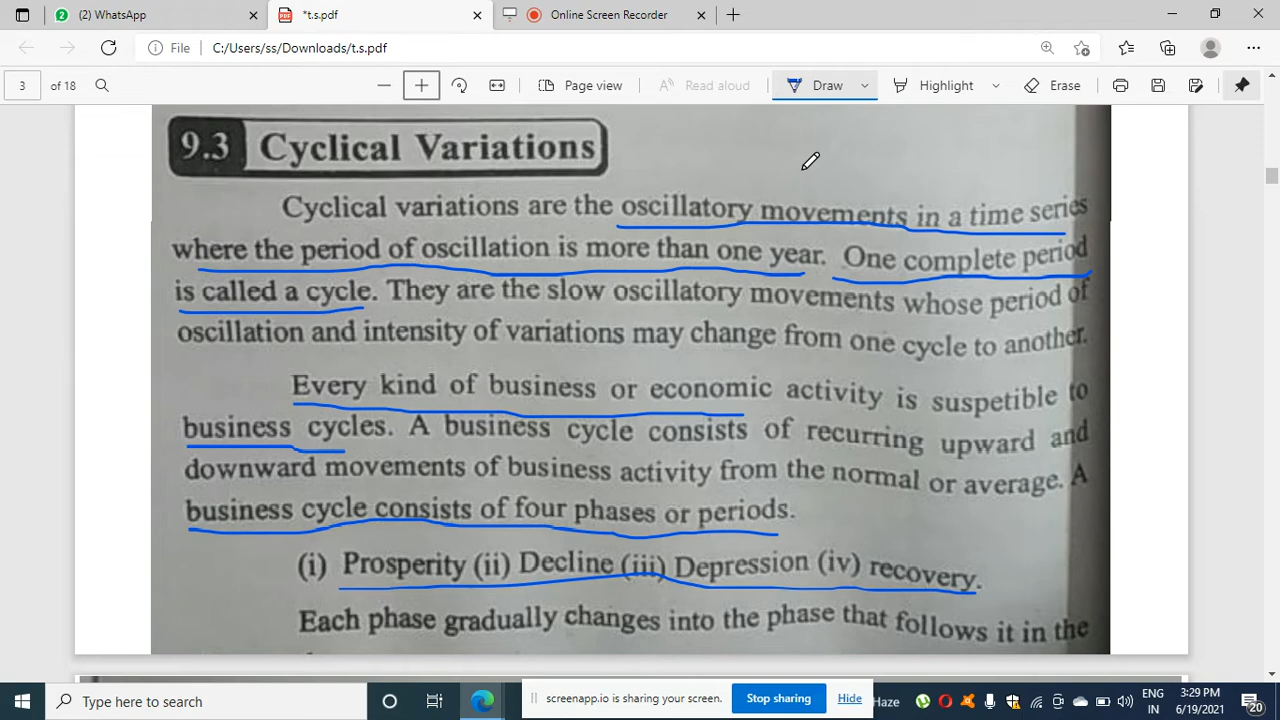 (2) WhatsApp
*t.s.pdf
Online Screen Recorder
File
C:/Users/ss/Downloads/t.s.pdf
3
of 18
Page view
Read aloud
Draw
Highlight
Erase
9.3 Cyclical Variations
Cyclical variations are the oscillatory movements in a time series
where the period of oscillation is more than one year. One complete period
is called a cycle. They are the slow oscillatory movements whose period of
oscillation and intensity of variations may change from one cycle to another.
Every kind of business or economic activity is suspetible to
business cycles. A business cycle consists of recurring upward and
downward movements of business activity from the normal or average. A
business cycle consists of four phases or periods.
(i) Prosperity (ii) Decline (iii) Depression (iv) recovery.
Each phase gradually changes into the phase that follows it in the
Type here to search
screenapp.io is sharing your screen.
Stop sharing
Hide
Haze
ENG
IN
3:29 PM
6/19/2021
20